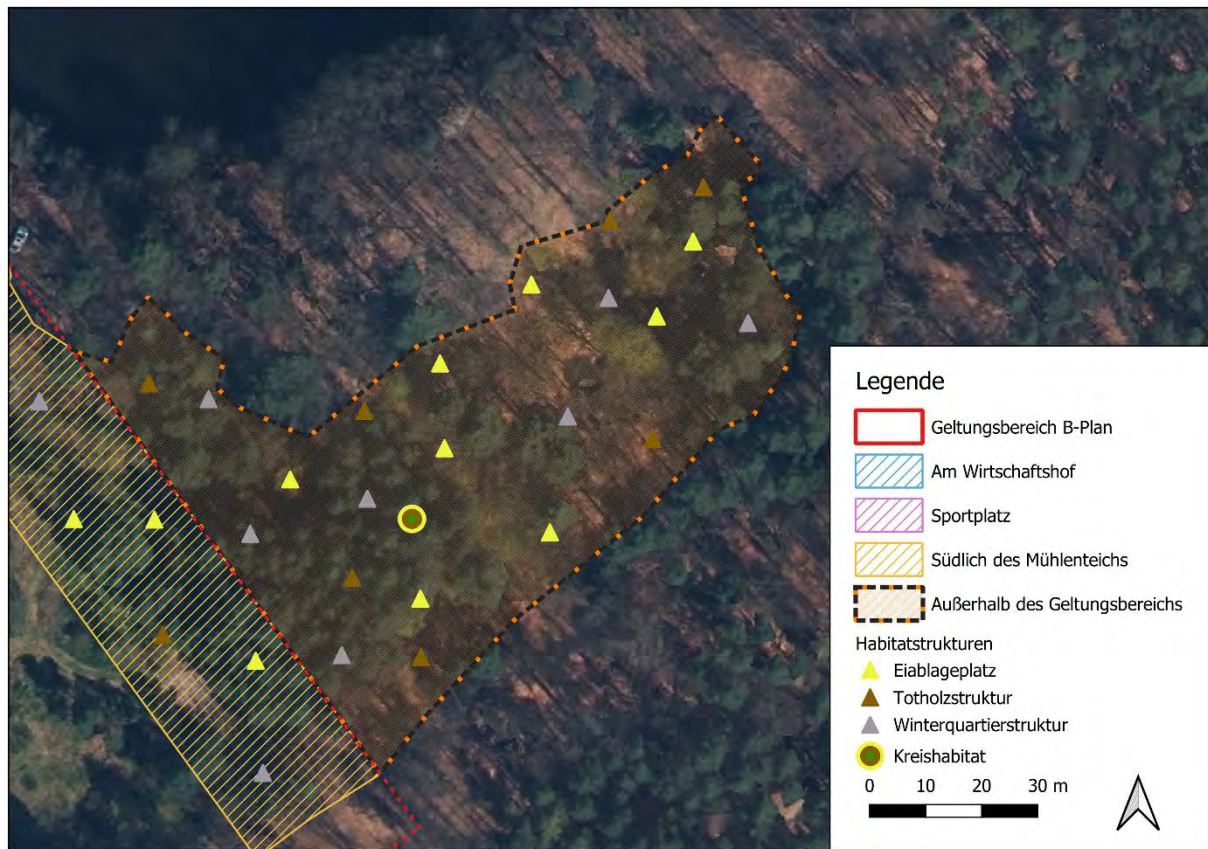 Legende
Geltungsbereich B-Plan
Am Wirtschaftshof
Sportplatz
Südlich des Mühlenteichs
Außerhalb des Geltungsbereichs
Habitatstrukturen
Eiablageplatz
Totholzstruktur
Winterquartierstruktur
Kreishabitat
0 10 20 30 m